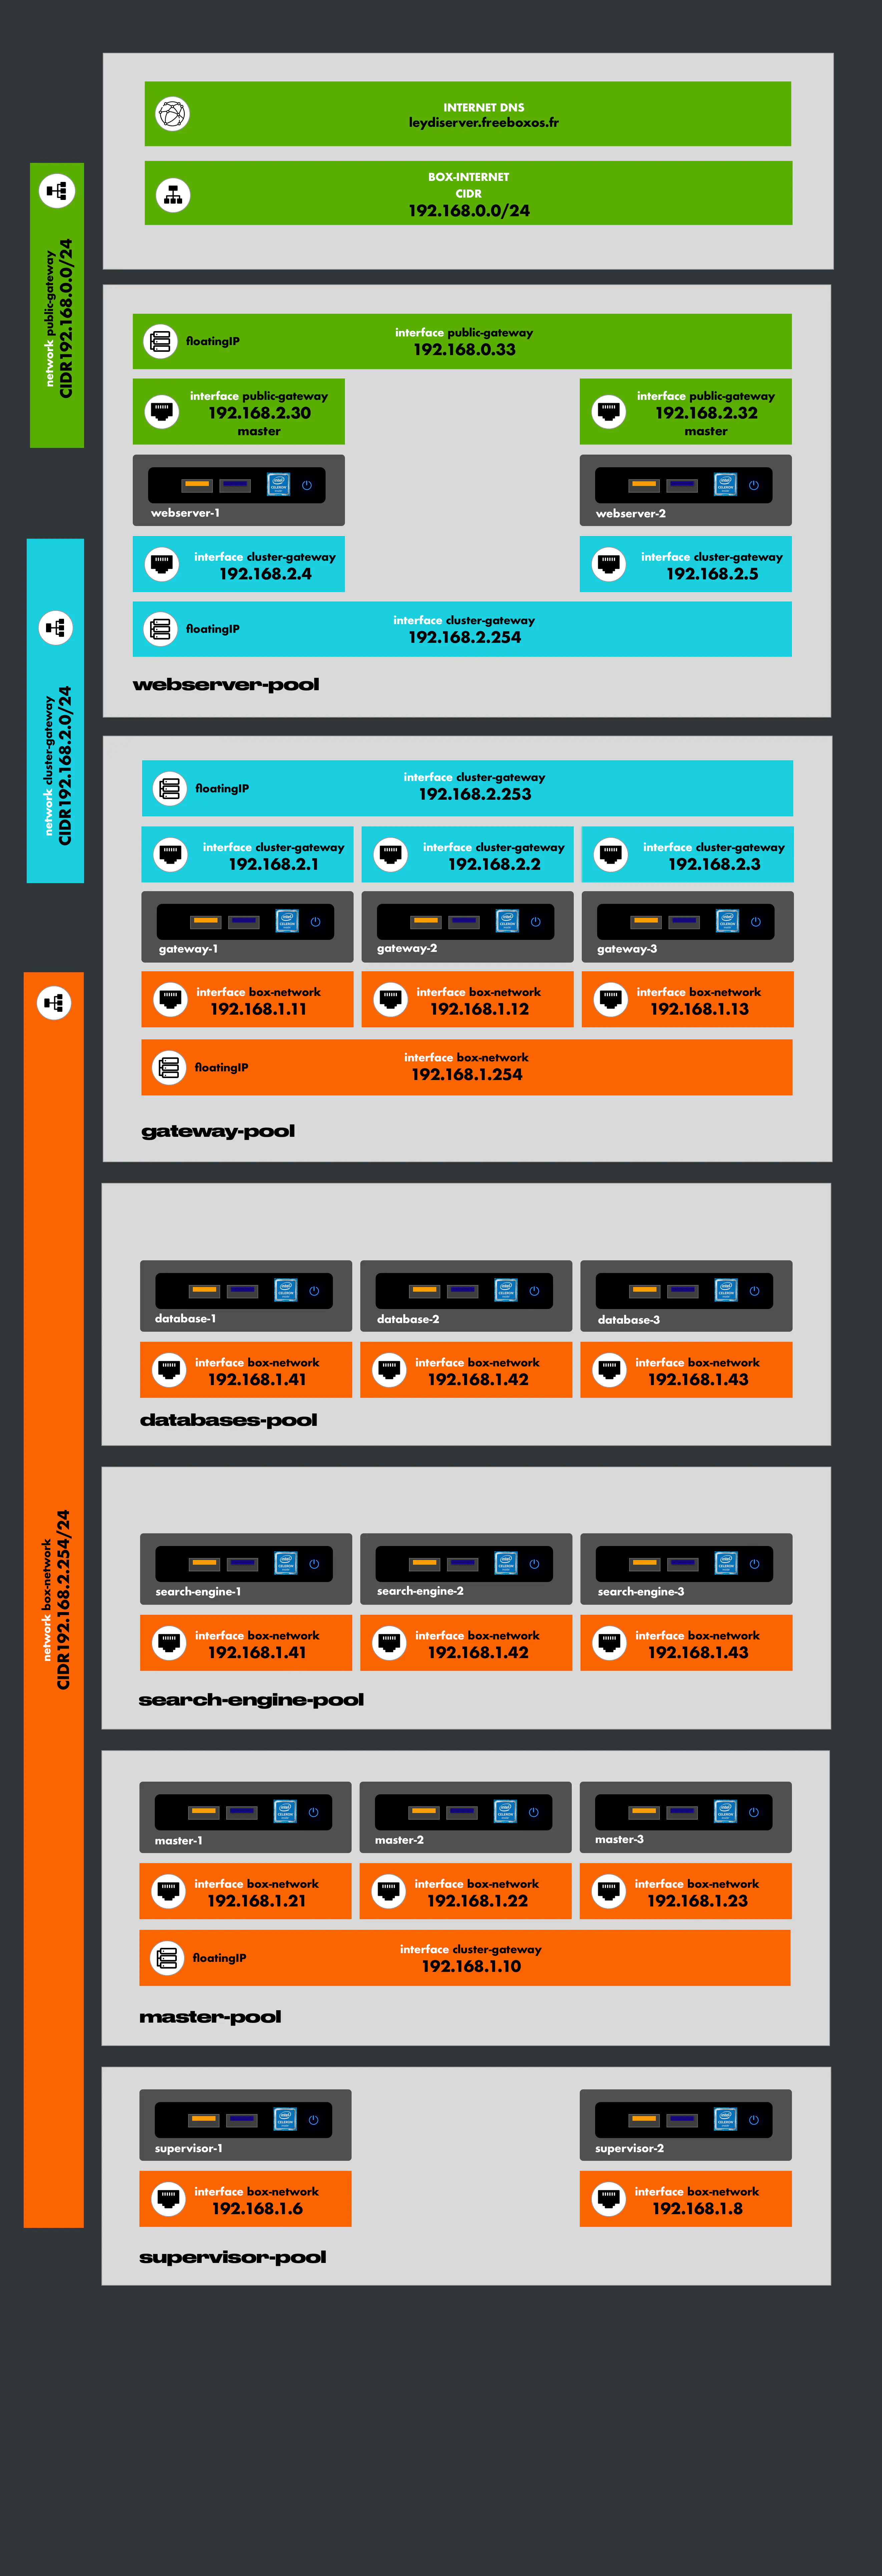 INTERNET DNS
leydiserver.freeboxos.fr
BOX-INTERNET
CIDR
192.168.0.0/24
network public-gateway
CIDR192.168.0.0/24
floatingIP
interface public-gateway
192.168.0.33
interface public-gateway
192.168.2.30
master
interface public-gateway
192.168.2.32
master
webserver-1
webserver-2
interface cluster-gateway
192.168.2.4
interface cluster-gateway
192.168.2.5
floatingIP
interface cluster-gateway
192.168.2.254
webserver-pool
network cluster-gateway
CIDR192.168.2.0/24
floatingIP
interface cluster-gateway
192.168.2.253
interface cluster-gateway
192.168.2.1
interface cluster-gateway
192.168.2.2
interface cluster-gateway
192.168.2.3
gateway-1
gateway-2
gateway-3
interface box-network
192.168.1.11
interface box-network
192.168.1.12
interface box-network
192.168.1.13
floatingIP
interface box-network
192.168.1.254
gateway-pool
network box-network
CIDR192.168.2.254/24
database-1
database-2
database-3
interface box-network
192.168.1.41
interface box-network
192.168.1.42
interface box-network
192.168.1.43
databases-pool
search-engine-1
search-engine-2
search-engine-3
interface box-network
192.168.1.41
interface box-network
192.168.1.42
interface box-network
192.168.1.43
search-engine-pool
master-1
master-2
master-3
interface box-network
192.168.1.21
interface box-network
192.168.1.22
interface box-network
192.168.1.23
floatingIP
interface cluster-gateway
192.168.1.10
master-pool
supervisor-1
supervisor-2
interface box-network
192.168.1.6
interface box-network
192.168.1.8
supervisor-pool